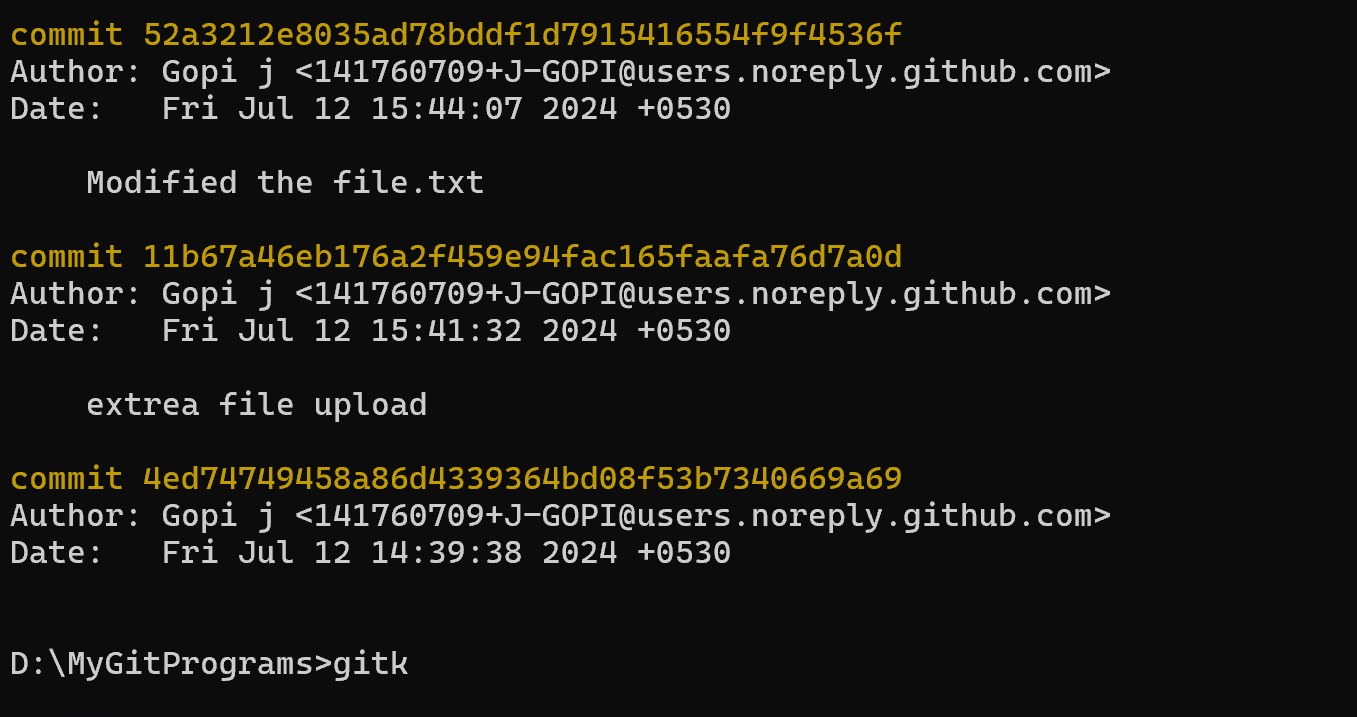 commit 52a3212e8035ad78bddf1d7915416554f9f4536f
Author: Gopi j <141760709+J-GOPI@users.noreply.github.com>
Date:   Fri Jul 12 15:44:07 2024 +0530
    Modified the file.txt
commit 11b67a46eb176a2f459e94fac165faafa76d7a0d
Author: Gopi j <141760709+J-GOPI@users.noreply.github.com>
Date:   Fri Jul 12 15:41:32 2024 +0530
    extrea file upload
commit 4ed74749458a86d4339364bd08f53b7340669a69
Author: Gopi j <141760709+J-GOPI@users.noreply.github.com>
Date:   Fri Jul 12 14:39:38 2024 +0530
D:\MyGitPrograms>gitk